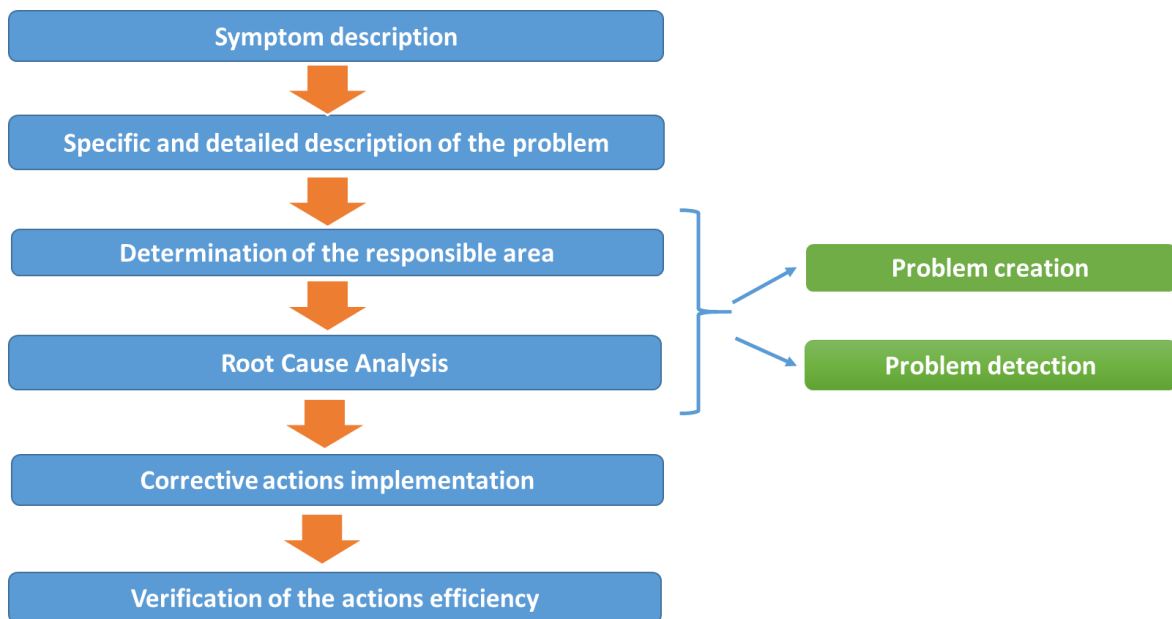 Symptom description
Specific and detailed description of the problem
Determination of the responsible area
Problem creation
Root Cause Analysis
Problem detection
Corrective actions implementation
Verification of the actions efficiency